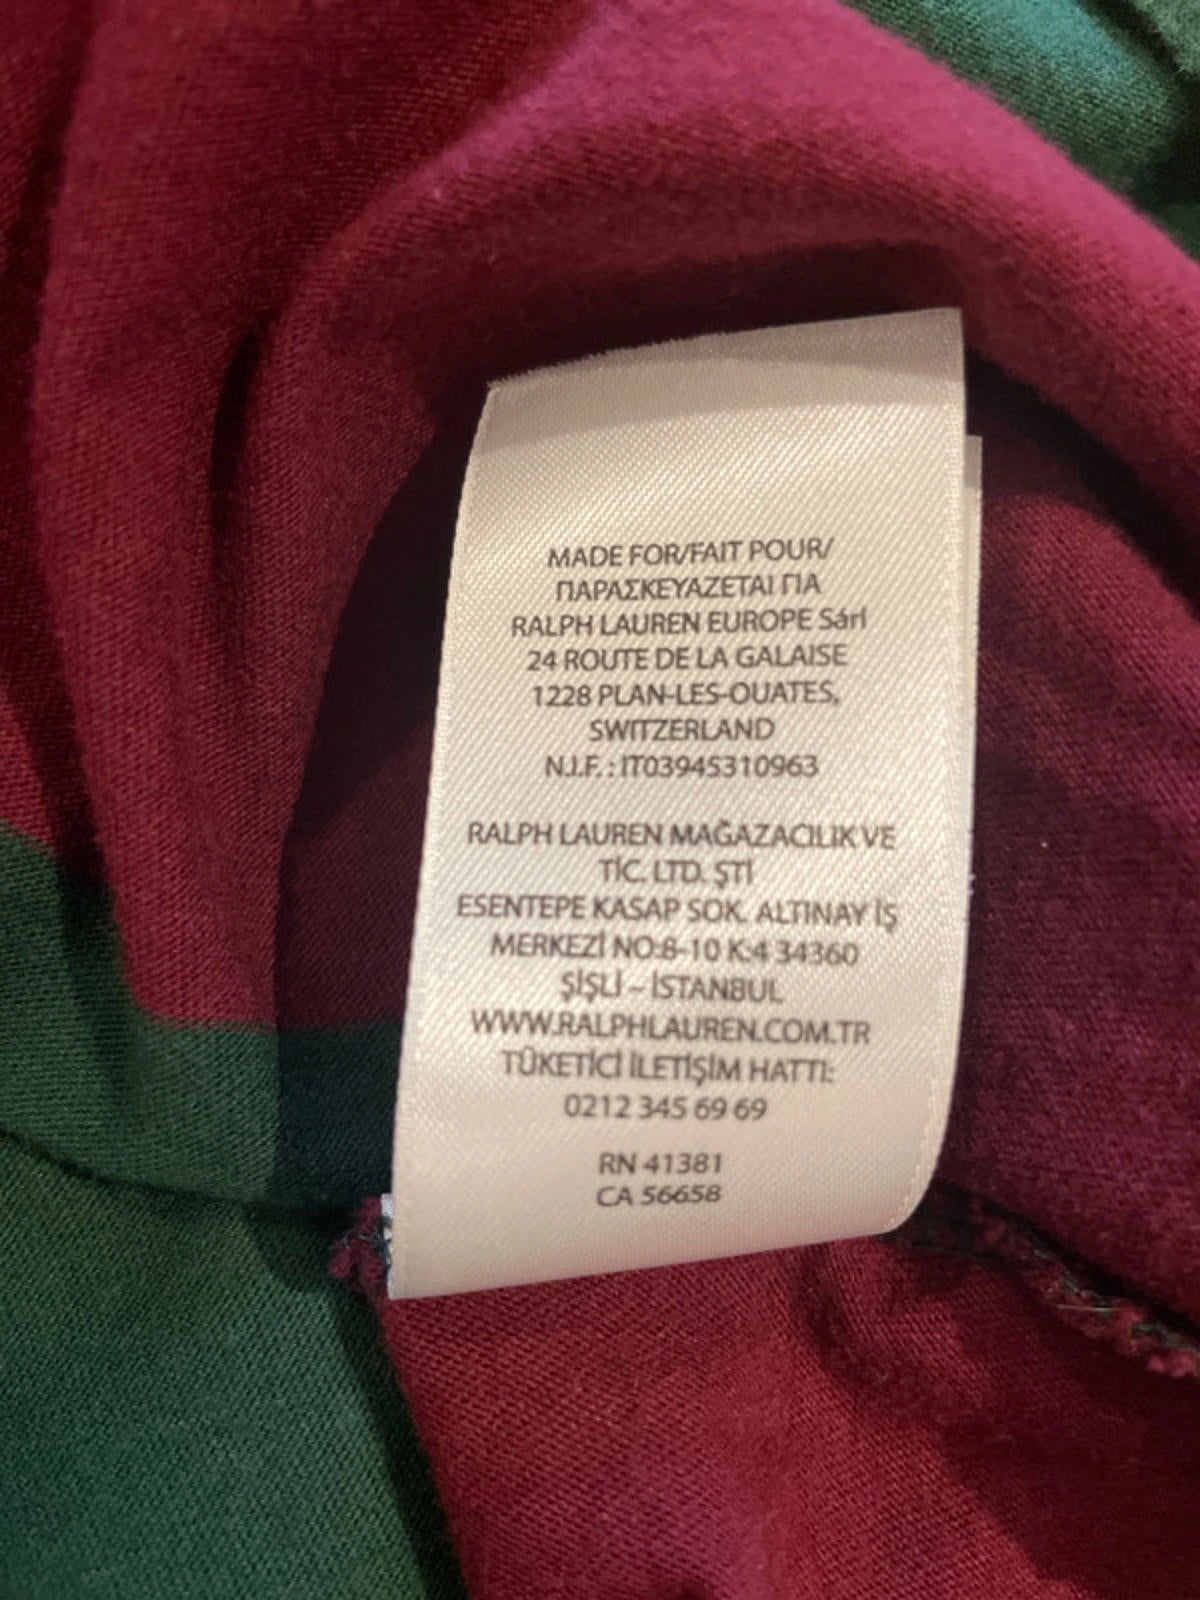 MADE FOR/FAIT POUR/
ΠΑΡΑΣΚΕΥΑΖΕΤΑΙ ΓΙΑ
RALPH LAUREN EUROPE Sárl
24 ROUTE DE LA GALAISE
1228 PLAN-LES-OUATES,
SWITZERLAND
N.I.F. : IT03945310963
RALPH LAUREN MAĞAZACILIK VE
TİC. LTD. ŞTİ
ESENTEPE KASAP SOK. ALTINAY İŞ
MERKEZİ NO:8-10 K:4 34360
ŞİŞLİ ~ İSTANBUL
WWW.RALPHLAUREN.COM.TR
TÜKETİCİ İLETİŞİM HATTI:
0212 345 69 69
RN 41381
CA 56658